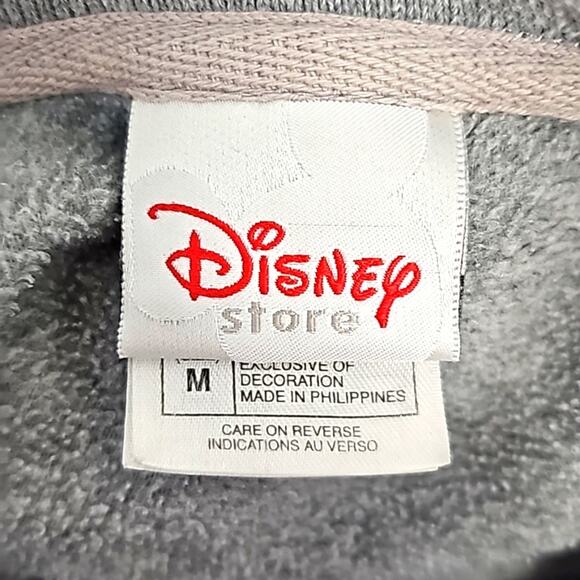 Disney
store
M
EXCLUSIVE OF
DECORATION
MADE IN PHILIPPINES
CARE ON REVERSE
INDICATIONS AU VERSO